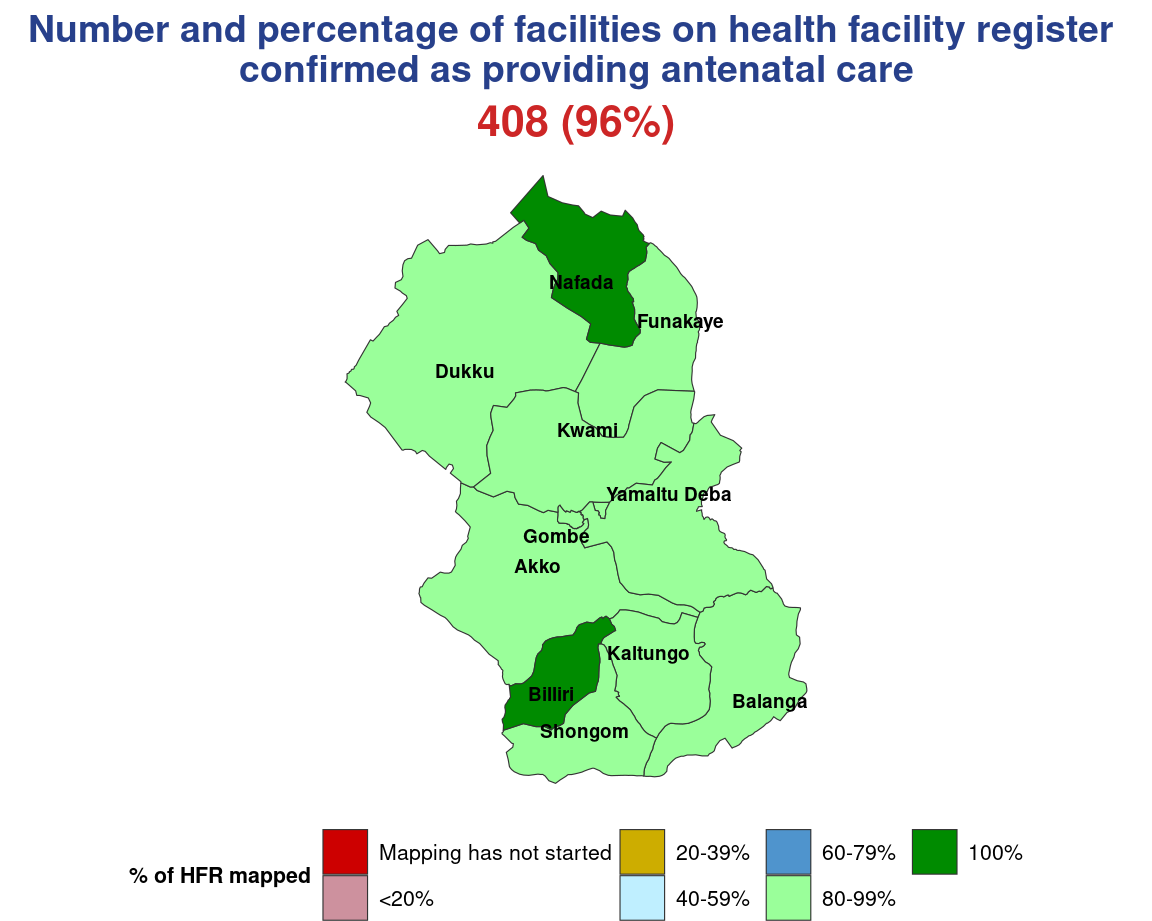 Number and percentage of facilities on health facility register
confirmed as providing antenatal care
408 (96%)
Nafada
Funakaye
Dukku
Kwami
Yamaltu Deba
Gombe
Akko
Kaltungo
Billiri
Balanga
Shongom
% of HFR mapped
Mapping has not started
<20%
20-39%
40-59%
60-79%
80-99%
100%